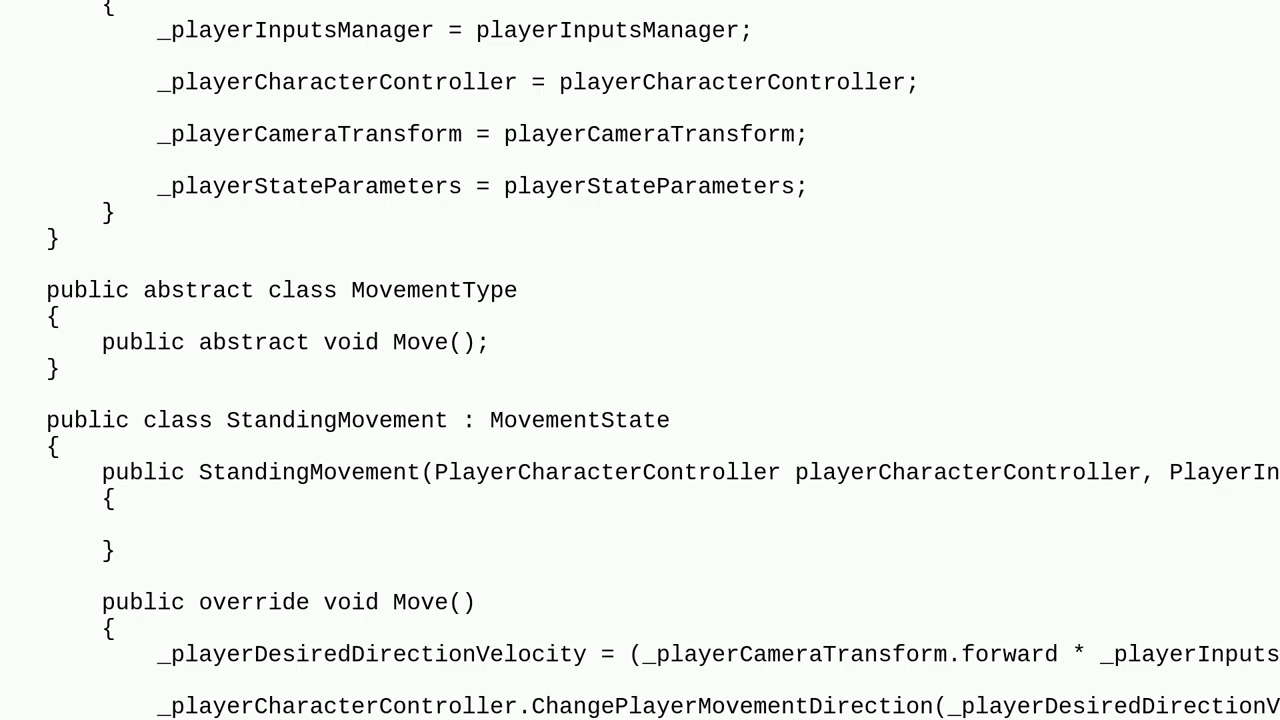 {
_playerInputsManager = playerInputsManager;
_playerCharacterController = playerCharacterController;
_playerCameraTransform = playerCameraTransform;
_playerStateParameters = playerStateParameters;
}
}
public abstract class MovementType
{
public abstract void Move();
}
public class StandingMovement : MovementState
{
public StandingMovement(PlayerCharacterController playerCharacterController, PlayerIn
{
}
public override void Move()
{
_playerDesiredDirectionVelocity = (_playerCameraTransform.forward * _playerInputs
_playerCharacterController.ChangePlayerMovementDirection(_playerDesiredDirectionV